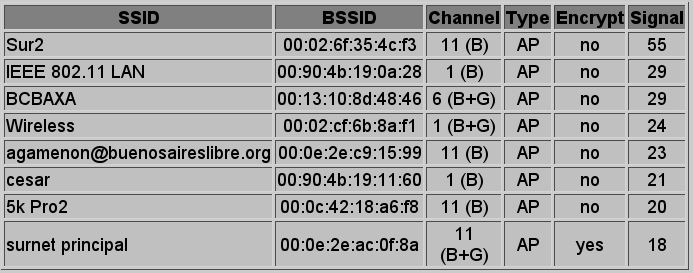 SSID BSSID Channel Type Encrypt Signal
Sur2 00:02:6f:35:4c:f3 11 (B) AP no 55
IEEE 802.11 LAN 00:90:4b:19:0a:28 1 (B) AP no 29
BCBAXA 00:13:10:8d:48:46 6 (B+G) AP no 29
Wireless 00:02:cf:6b:8a:f1 1 (B+G) AP no 24
agamenon@buenosaireslibre.org 00:0e:2e:c9:15:99 11 (B) AP no 23
cesar 00:90:4b:19:11:60 1 (B) AP no 21
5k Pro2 00:0c:42:18:a6:f8 11 (B) AP no 20
surnet principal 00:0e:2e:ac:0f:8a 11 (B+G) AP yes 18